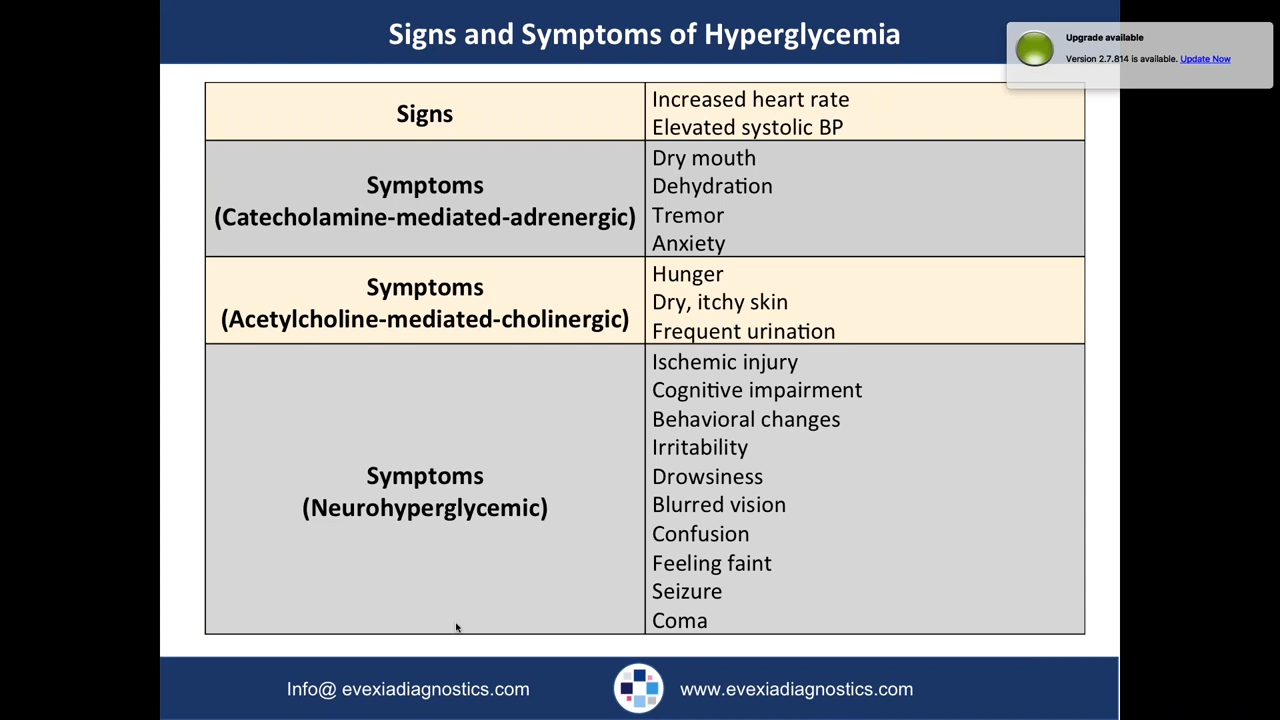 Signs and Symptoms of Hyperglycemia
Upgrade available
Version 2.7.814 is available. Update Now
Signs
Increased heart rate
Elevated systolic BP
Symptoms
(Catecholamine-mediated-adrenergic)
Dry mouth
Dehydration
Tremor
Anxiety
Symptoms
(Acetylcholine-mediated-cholinergic)
Hunger
Dry, itchy skin
Frequent urination
Symptoms
(Neurohyperglycemic)
Ischemic injury
Cognitive impairment
Behavioral changes
Irritability
Drowsiness
Blurred vision
Confusion
Feeling faint
Seizure
Coma
Info@ evexiadiagnostics.com
www.evexiadiagnostics.com